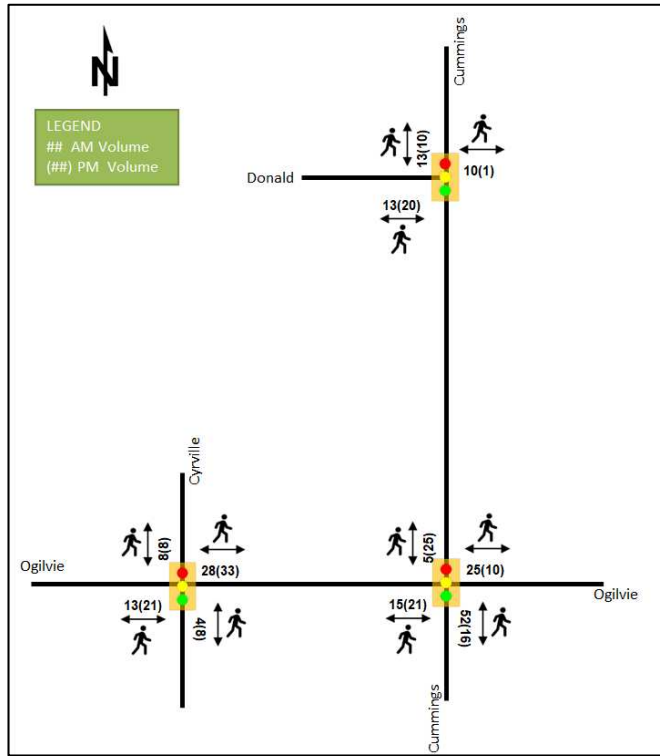 Cummings
N
LEGEND
## AM Volume
(##) PM Volume
13(10)
10(1)
Donald
13(20)
Cyrville
8(8)
28(33)
5(25)
25(10)
Ogilvie
Ogilvie
13(21)
4(8)
15(21)
52(16)
Cummings